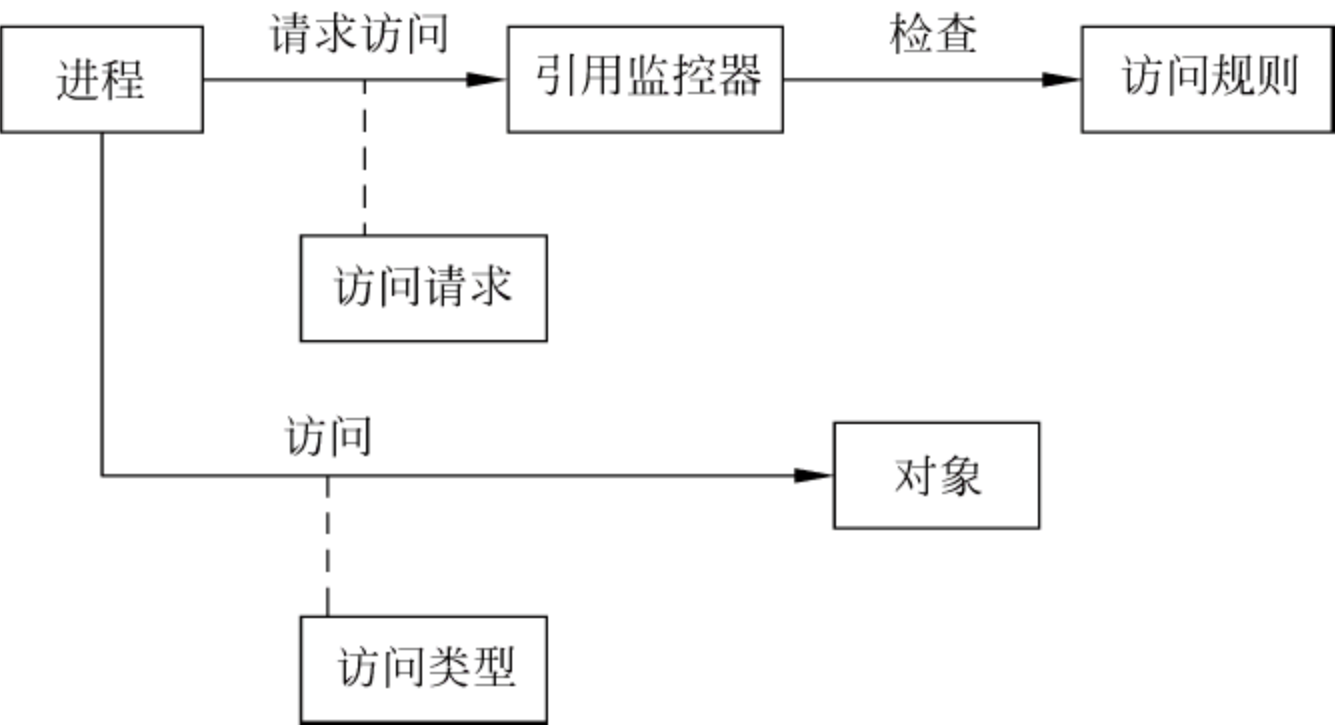 请求访问
检查
进程
引用监控器
访问规则
访问请求
访问
对象
访问类型